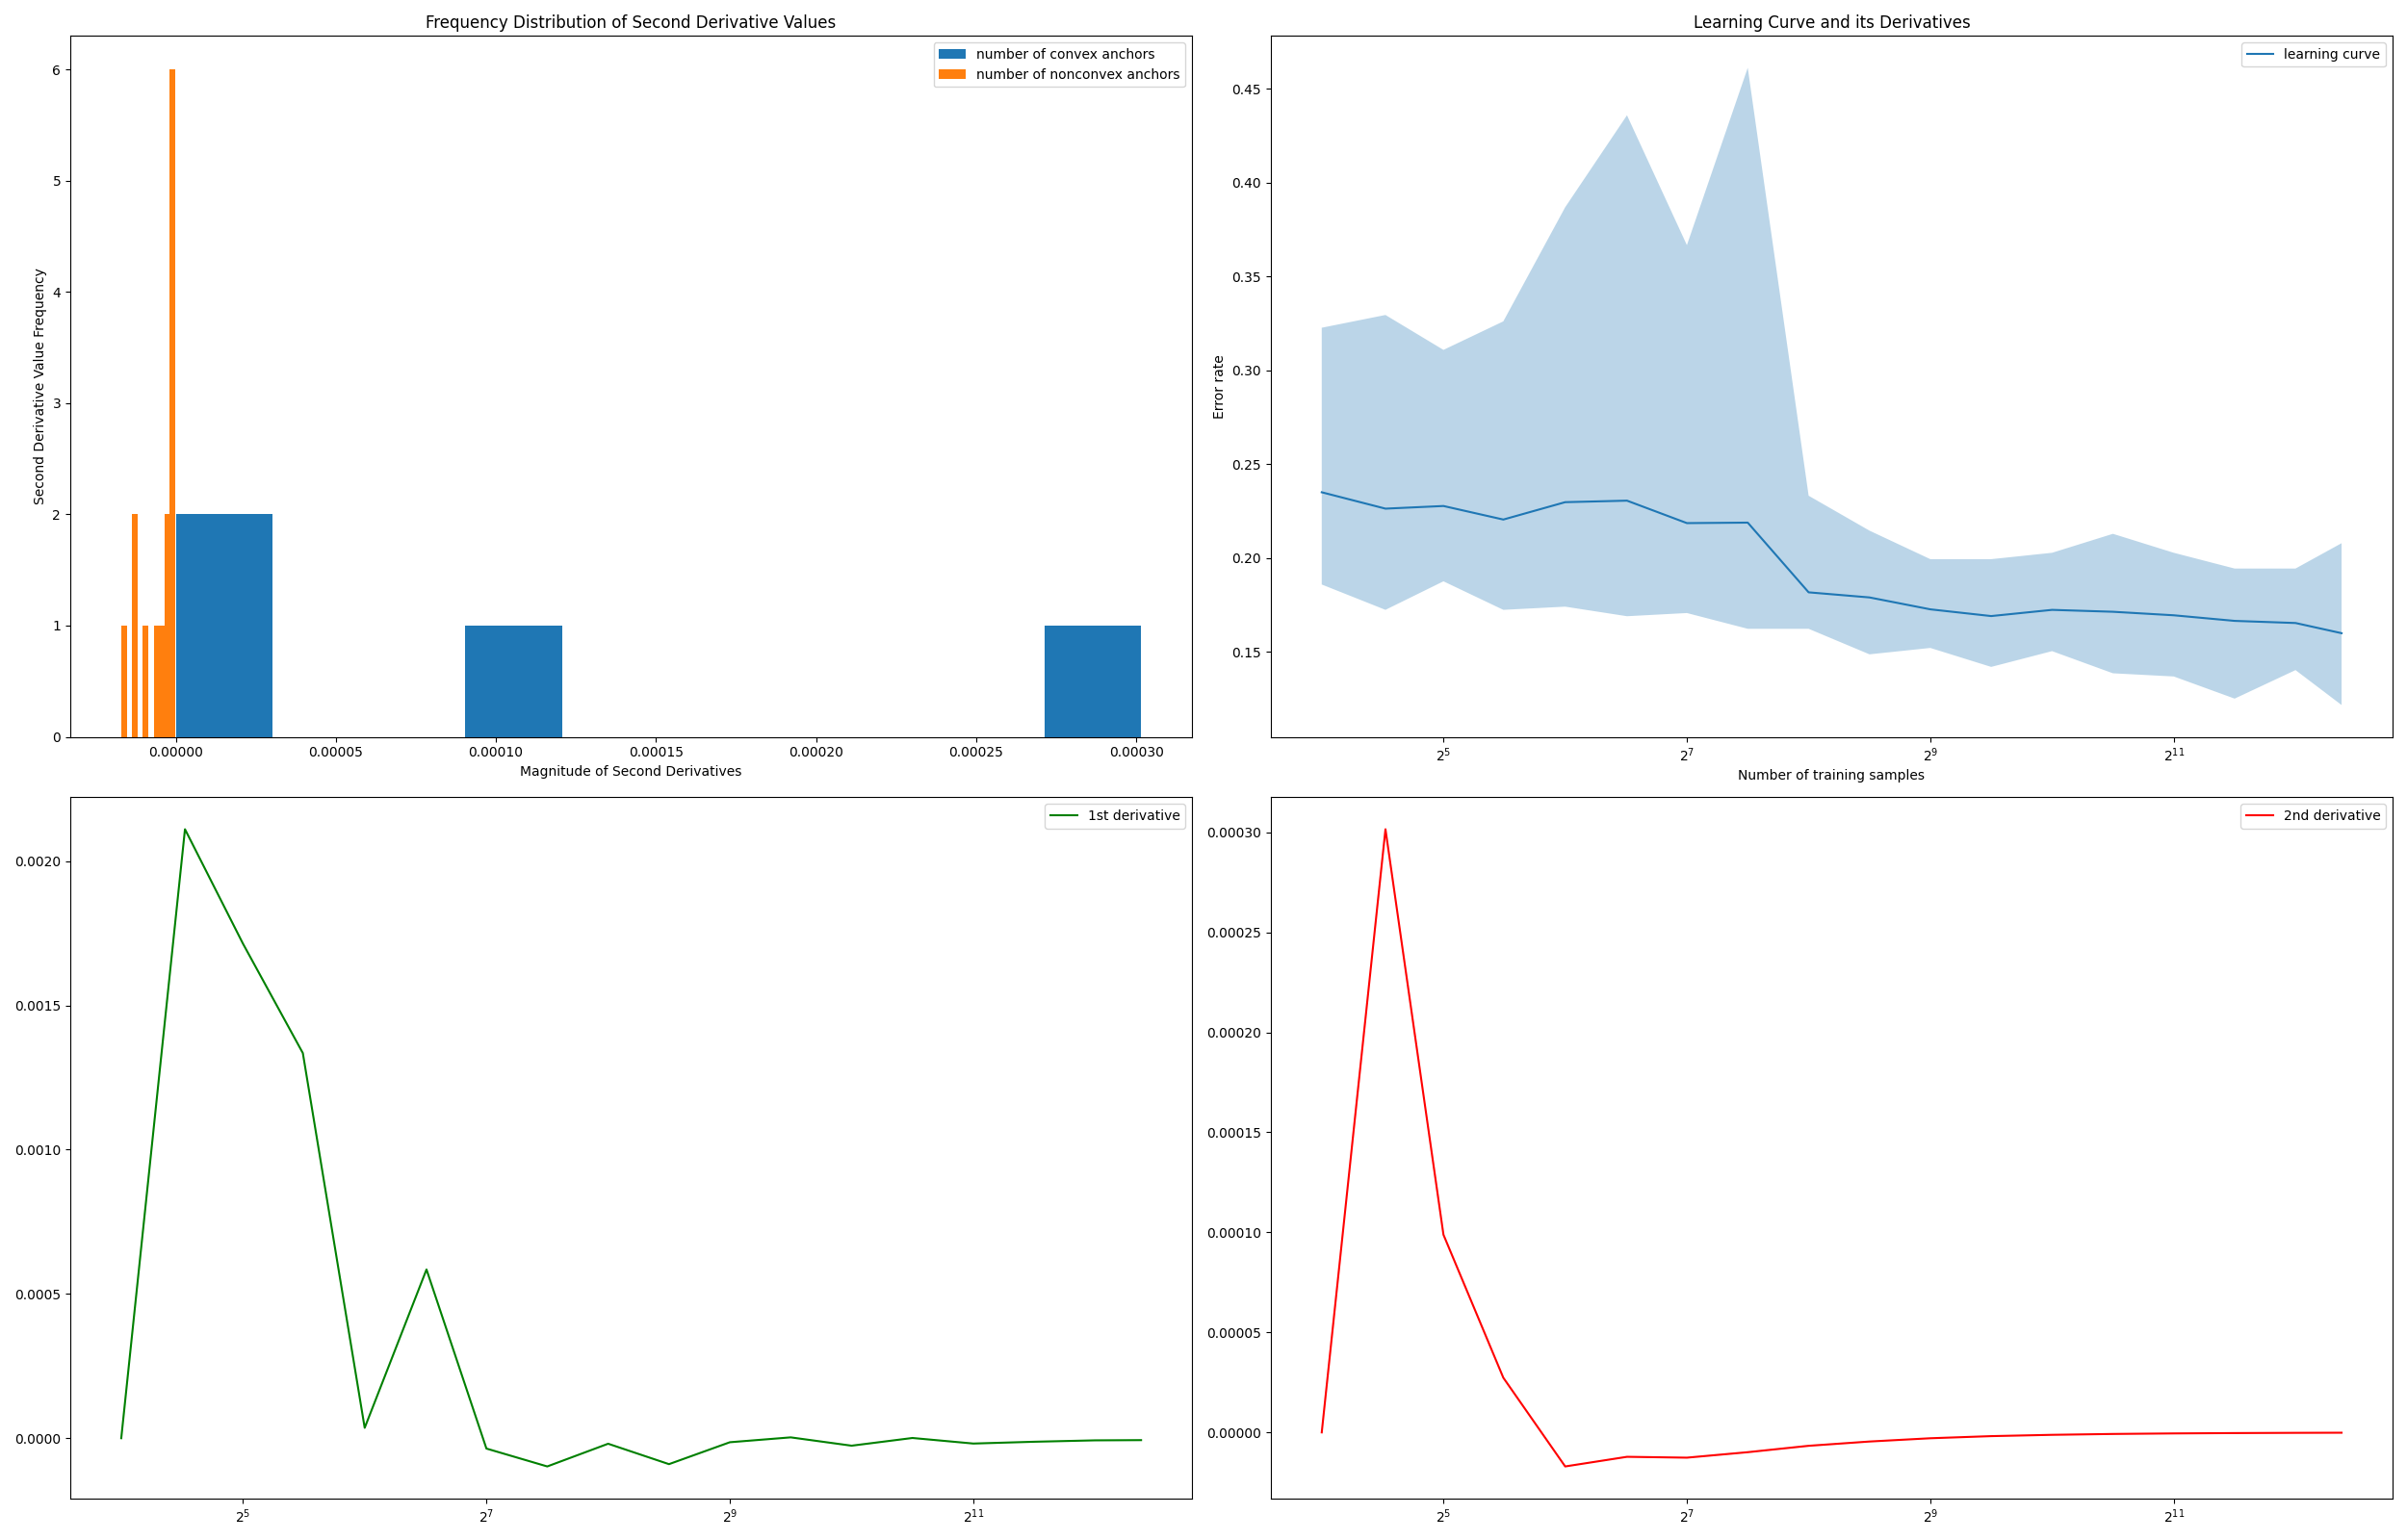 Frequency Distribution of Second Derivative Values
number of convex anchors
number of nonconvex anchors
Second Derivative Value Frequency
6
5
4
3
2
1
0
0.00000 0.00005 0.00010 0.00015 0.00020 0.00025 0.00030
Magnitude of Second Derivatives
Learning Curve and its Derivatives
learning curve
Error rate
0.45
0.40
0.35
0.30
0.25
0.20
0.15
2^5 2^7 2^9 2^11
Number of training samples
1st derivative
0.0020
0.0015
0.0010
0.0005
0.0000
2^5 2^7 2^9 2^11
2nd derivative
0.00030
0.00025
0.00020
0.00015
0.00010
0.00005
0.00000
2^5 2^7 2^9 2^11